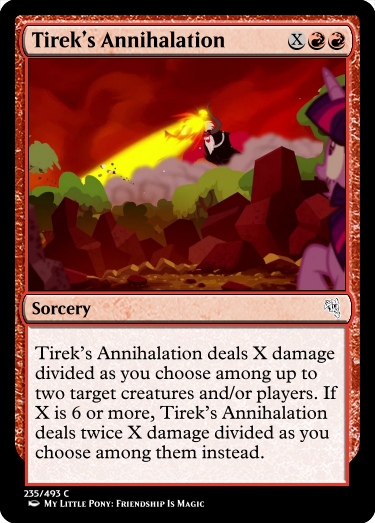 Tirek's Annihalation X
Sorcery
Tirek's Annihalation deals X damage
divided as you choose among up to
two target creatures and/or players. If
X is 6 or more, Tirek's Annihalation
deals twice X damage divided as you
choose among them instead.
235/493 C
My Little Pony: Friendship Is Magic